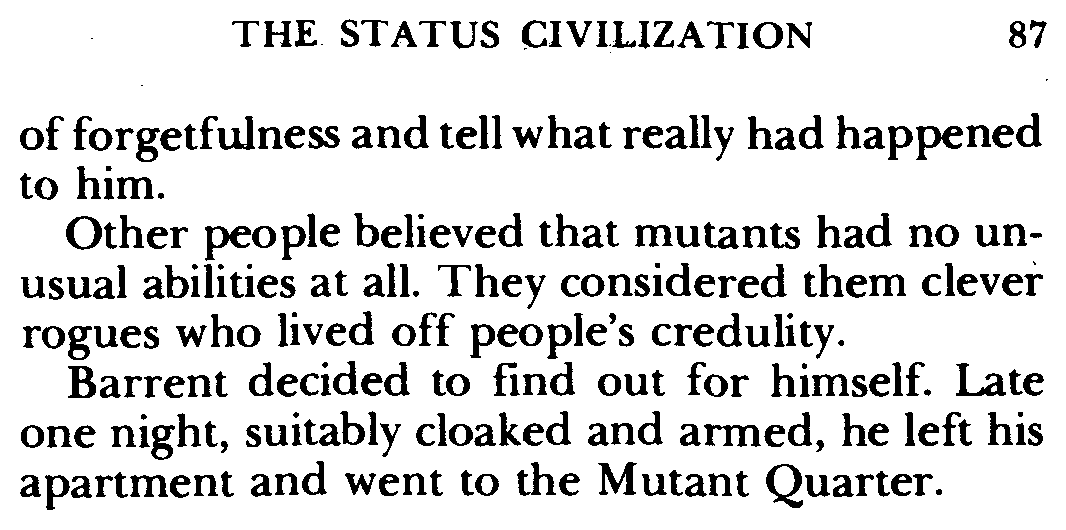 THE STATUS CIVILIZATION 87
of forgetfulness and tell what really had happened
to him.
Other people believed that mutants had no un-
usual abilities at all. They considered them clever
rogues who lived off people's credulity.
Barrent decided to find out for himself. Late
one night, suitably cloaked and armed, he left his
apartment and went to the Mutant Quarter.